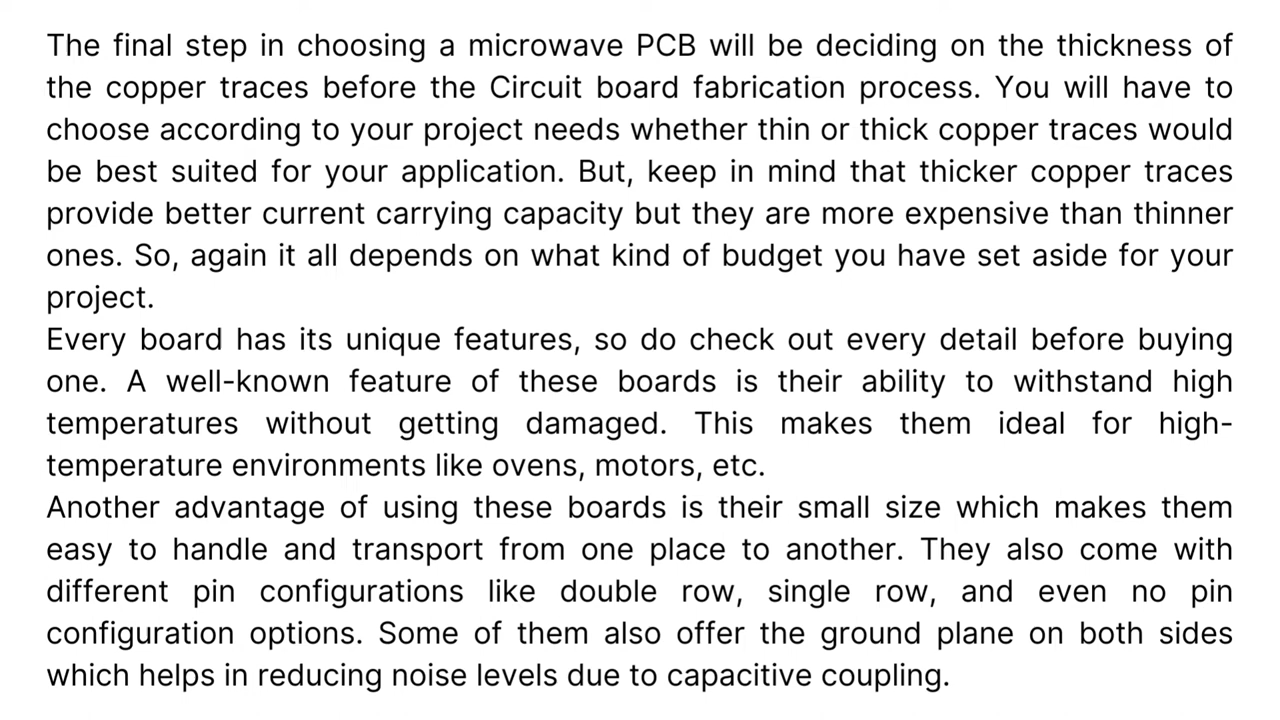 The final step in choosing a microwave PCB will be deciding on the thickness of
the copper traces before the Circuit board fabrication process. You will have to
choose according to your project needs whether thin or thick copper traces would
be best suited for your application. But, keep in mind that thicker copper traces
provide better current carrying capacity but they are more expensive than thinner
ones. So, again it all depends on what kind of budget you have set aside for your
project.
Every board has its unique features, so do check out every detail before buying
one. A well-known feature of these boards is their ability to withstand high
temperatures without getting damaged. This makes them ideal for high-
temperature environments like ovens, motors, etc.
Another advantage of using these boards is their small size which makes them
easy to handle and transport from one place to another. They also come with
different pin configurations like double row, single row, and even no pin
configuration options. Some of them also offer the ground plane on both sides
which helps in reducing noise levels due to capacitive coupling.